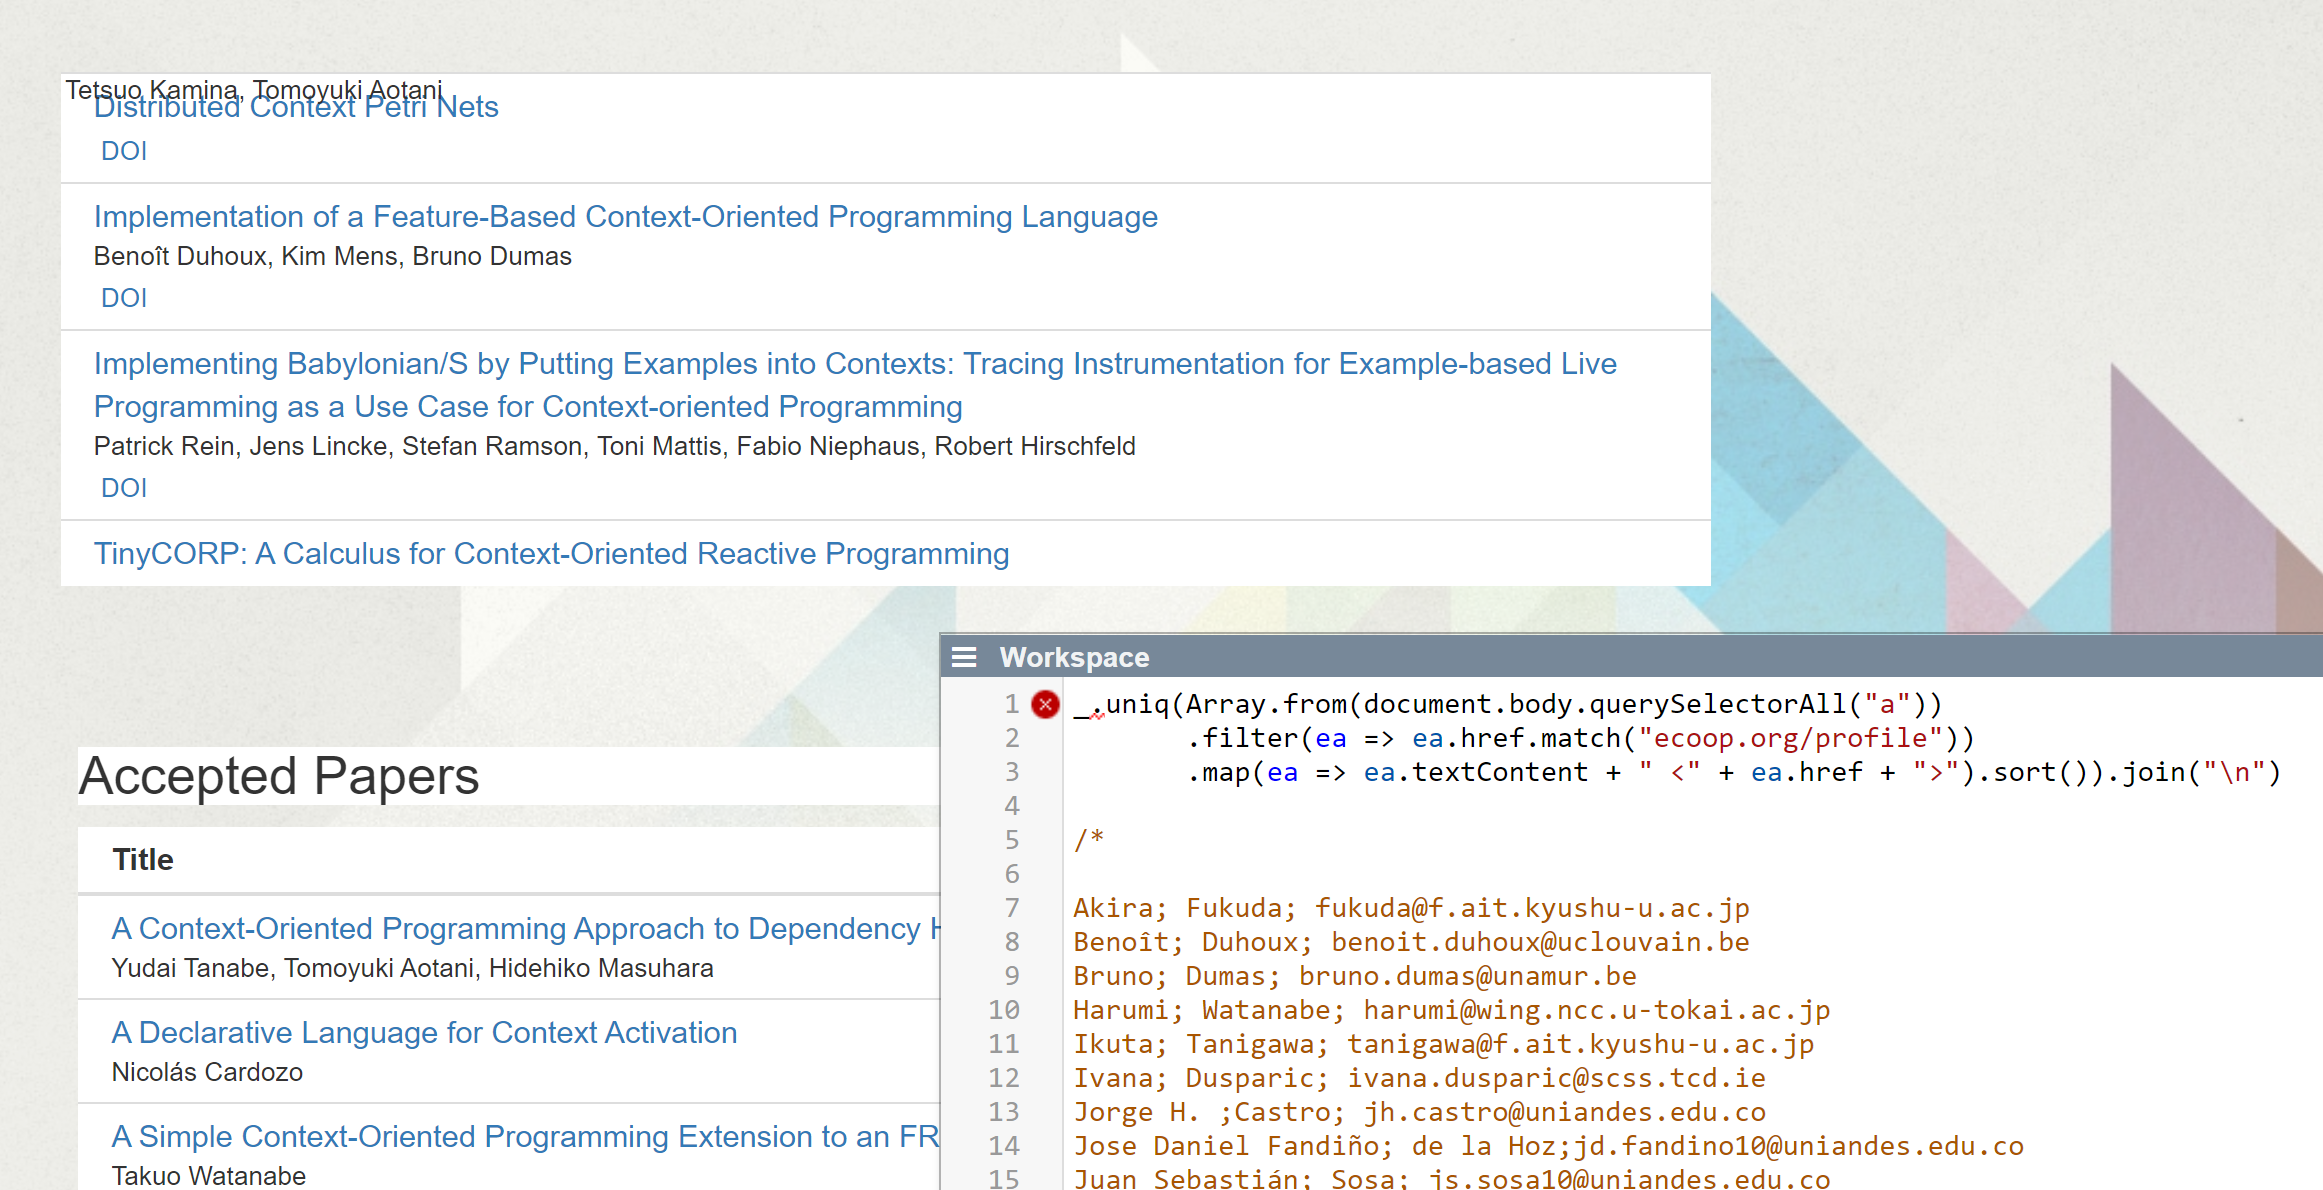 Tetsuo Kamina, Tomoyuki Aotani
Distributed Context Petri Nets
DOI
Implementation of a Feature-Based Context-Oriented Programming Language
Benoît Duhoux, Kim Mens, Bruno Dumas
DOI
Implementing Babylonian/S by Putting Examples into Contexts: Tracing Instrumentation for Example-based Live
Programming as a Use Case for Context-oriented Programming
Patrick Rein, Jens Lincke, Stefan Ramson, Toni Mattis, Fabio Niephaus, Robert Hirschfeld
DOI
TinyCORP: A Calculus for Context-Oriented Reactive Programming
Accepted Papers
Title
A Context-Oriented Programming Approach to Dependency H
Yudai Tanabe, Tomoyuki Aotani, Hidehiko Masuhara
A Declarative Language for Context Activation
Nicolás Cardozo
A Simple Context-Oriented Programming Extension to an FR
Takuo Watanabe
Workspace
1 _.uniq(Array.from(document.body.querySelectorAll("a"))
2 .filter(ea => ea.href.match("ecoop.org/profile"))
3 .map(ea => ea.textContent + " <" + ea.href + ">").sort()).join("\n")
4
5 /*
6
7 Akira; Fukuda; fukuda@f.ait.kyushu-u.ac.jp
8 Benoît; Duhoux; benoit.duhoux@uclouvain.be
9 Bruno; Dumas; bruno.dumas@unamur.be
10 Harumi; Watanabe; harumi@wing.ncc.u-tokai.ac.jp
11 Ikuta; Tanigawa; tanigawa@f.ait.kyushu-u.ac.jp
12 Ivana; Dusparic; ivana.dusparic@scss.tcd.ie
13 Jorge H. ;Castro; jh.castro@uniandes.edu.co
14 Jose Daniel Fandiño; de la Hoz;jd.fandino10@uniandes.edu.co
15 Juan Sebastián; Sosa; js.sosa10@uniandes.edu.co